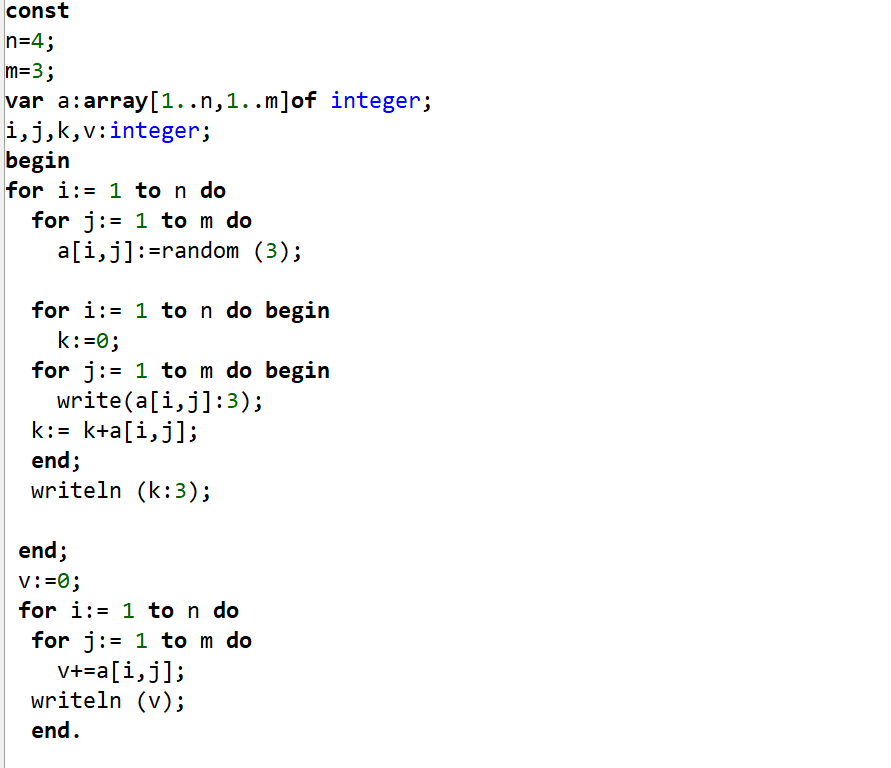 const
n=4;
m=3;
var a:array[1..n,1..m]of integer;
i,j,k,v:integer;
begin
for i:= 1 to n do
  for j:= 1 to m do
    a[i,j]:=random (3);

  for i:= 1 to n do begin
    k:=0;
  for j:= 1 to m do begin
    write(a[i,j]:3);
  k:= k+a[i,j];
  end;
  writeln (k:3);

 end;
 v:=0;
 for i:= 1 to n do
  for j:= 1 to m do
    v+=a[i,j];
  writeln (v);
  end.